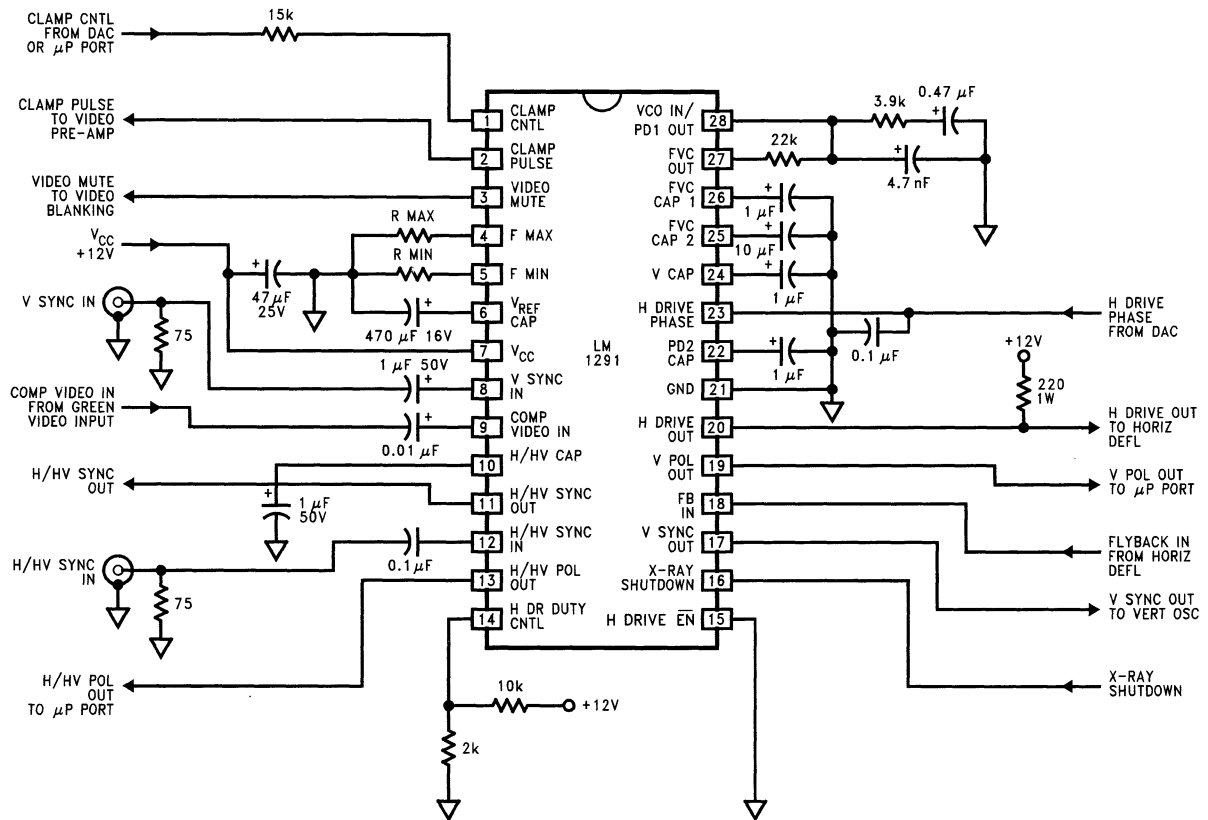 CLAMP CNTL
FROM DAC
OR μP PORT
15k
CLAMP PULSE
TO VIDEO
PRE-AMP
VIDEO MUTE
TO VIDEO
BLANKING
VCC
+12V
+
47 μF
25V
R MAX
R MIN
+
470 μF 16V
V SYNC IN
75
1 μF 50V
+
COMP VIDEO IN
FROM GREEN
VIDEO INPUT
+
0.01 μF
H/HV SYNC
OUT
+
1 μF
50V
H/HV SYNC
IN
75
0.1 μF
H/HV POL
OUT
TO μP PORT
10k
+12V
2k
1 CLAMP
CNTL
2 CLAMP
PULSE
3 VIDEO
MUTE
4 F MAX
5 F MIN
6 VREF
CAP
7 VCC
8 V SYNC
IN
9 COMP
VIDEO IN
10 H/HV CAP
11 H/HV SYNC
OUT
12 H/HV SYNC
IN
13 H/HV POL
OUT
14 H DR DUTY
CNTL
LM
1291
VCO IN/
PD1 OUT 28
FVC
OUT 27
FVC
CAP 1 26
FVC
CAP 2 25
V CAP 24
H DRIVE
PHASE 23
PD2
CAP 22
GND 21
H DRIVE
OUT 20
V POL
OUT 19
FB
IN 18
V SYNC
OUT 17
X-RAY
SHUTDOWN 16
H DRIVE E̅N̅ 15
3.9k
0.47 μF
+
22k
+
4.7 nF
+
1 μF
+
10 μF
+
1 μF
0.1 μF
+
1 μF
H DRIVE
PHASE
FROM DAC
+12V
220
1W
H DRIVE OUT
TO HORIZ
DEFL
V POL OUT
TO μP PORT
FLYBACK IN
FROM HORIZ
DEFL
V SYNC OUT
TO VERT OSC
X-RAY
SHUTDOWN